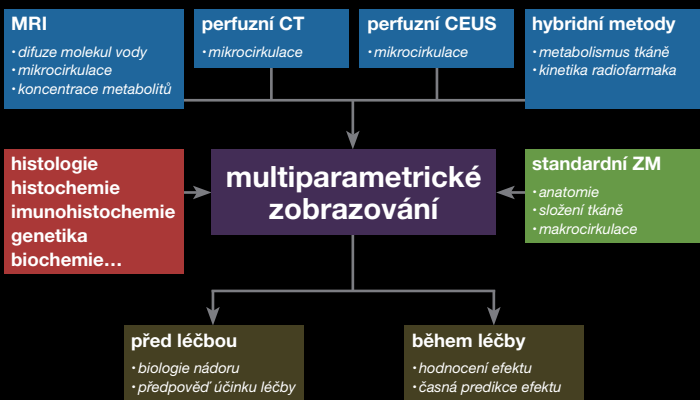 MRI
· difuze molekul vody
· mikrocirkulace
· koncentrace metabolitů
perfuzní CT
· mikrocirkulace
perfuzní CEUS
· mikrocirkulace
hybridní metody
· metabolismus tkáně
· kinetika radiofarmaka
histologie
histochemie
imunohistochemie
genetika
biochemie…
multiparametrické
zobrazování
standardní ZM
· anatomie
· složení tkáně
· makrocirkulace
před léčbou
· biologie nádoru
· předpověď účinku léčby
během léčby
· hodnocení efektu
· časná predikce efektu